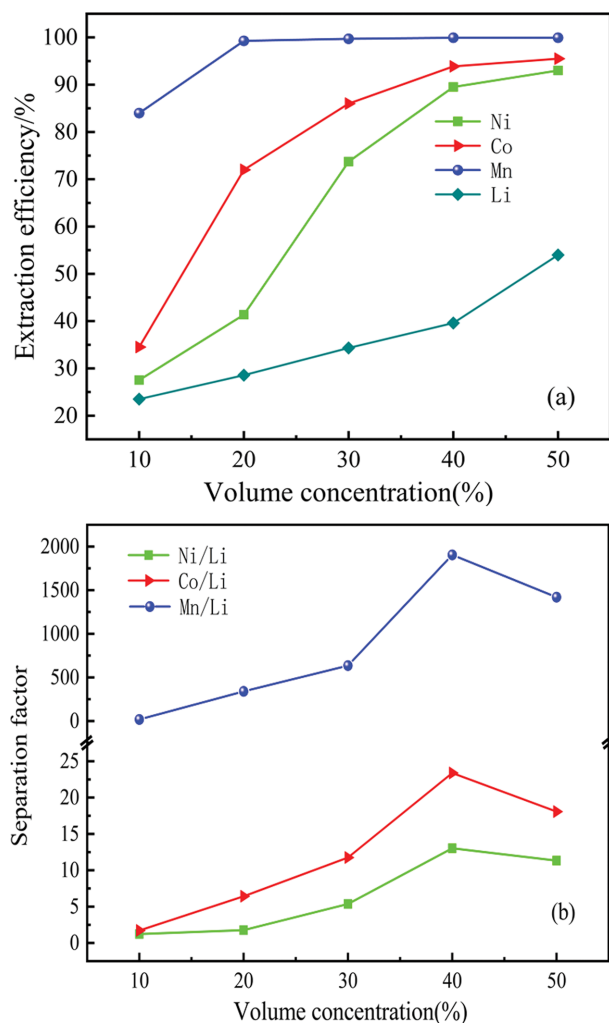 100
90
80
70
60
50
40
30
20
Extraction efficiency/%
Ni
Co
Mn
Li
(a)
10 20 30 40 50
Volume concentration(%)
2000
1500
1000
500
0
25
20
15
10
5
0
Separation factor
Ni/Li
Co/Li
Mn/Li
(b)
10 20 30 40 50
Volume concentration(%)